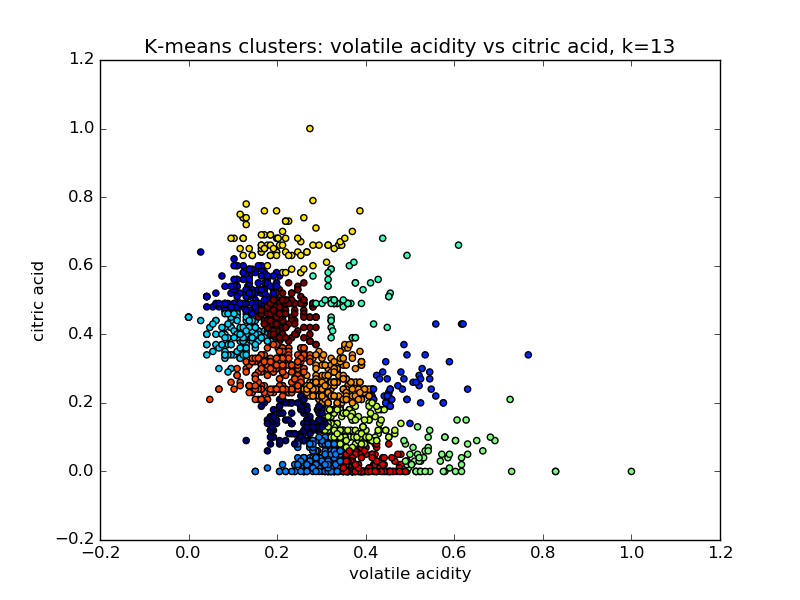 K-means clusters: volatile acidity vs citric acid, k=13
1.2
1.0
0.8
0.6
0.4
0.2
0.0
−0.2
citric acid
−0.2 0.0 0.2 0.4 0.6 0.8 1.0 1.2
volatile acidity